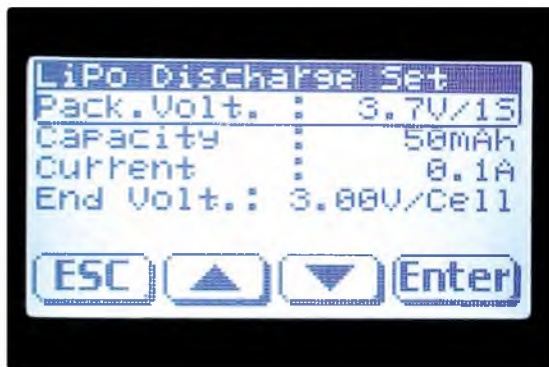 LiPo Discharge Set
Pack.Volt. : 3.7V/1S
Capacity : 50mAh
Current : 0.1A
End Volt.: 3.00V/Cell
ESC ▲ ▼ Enter